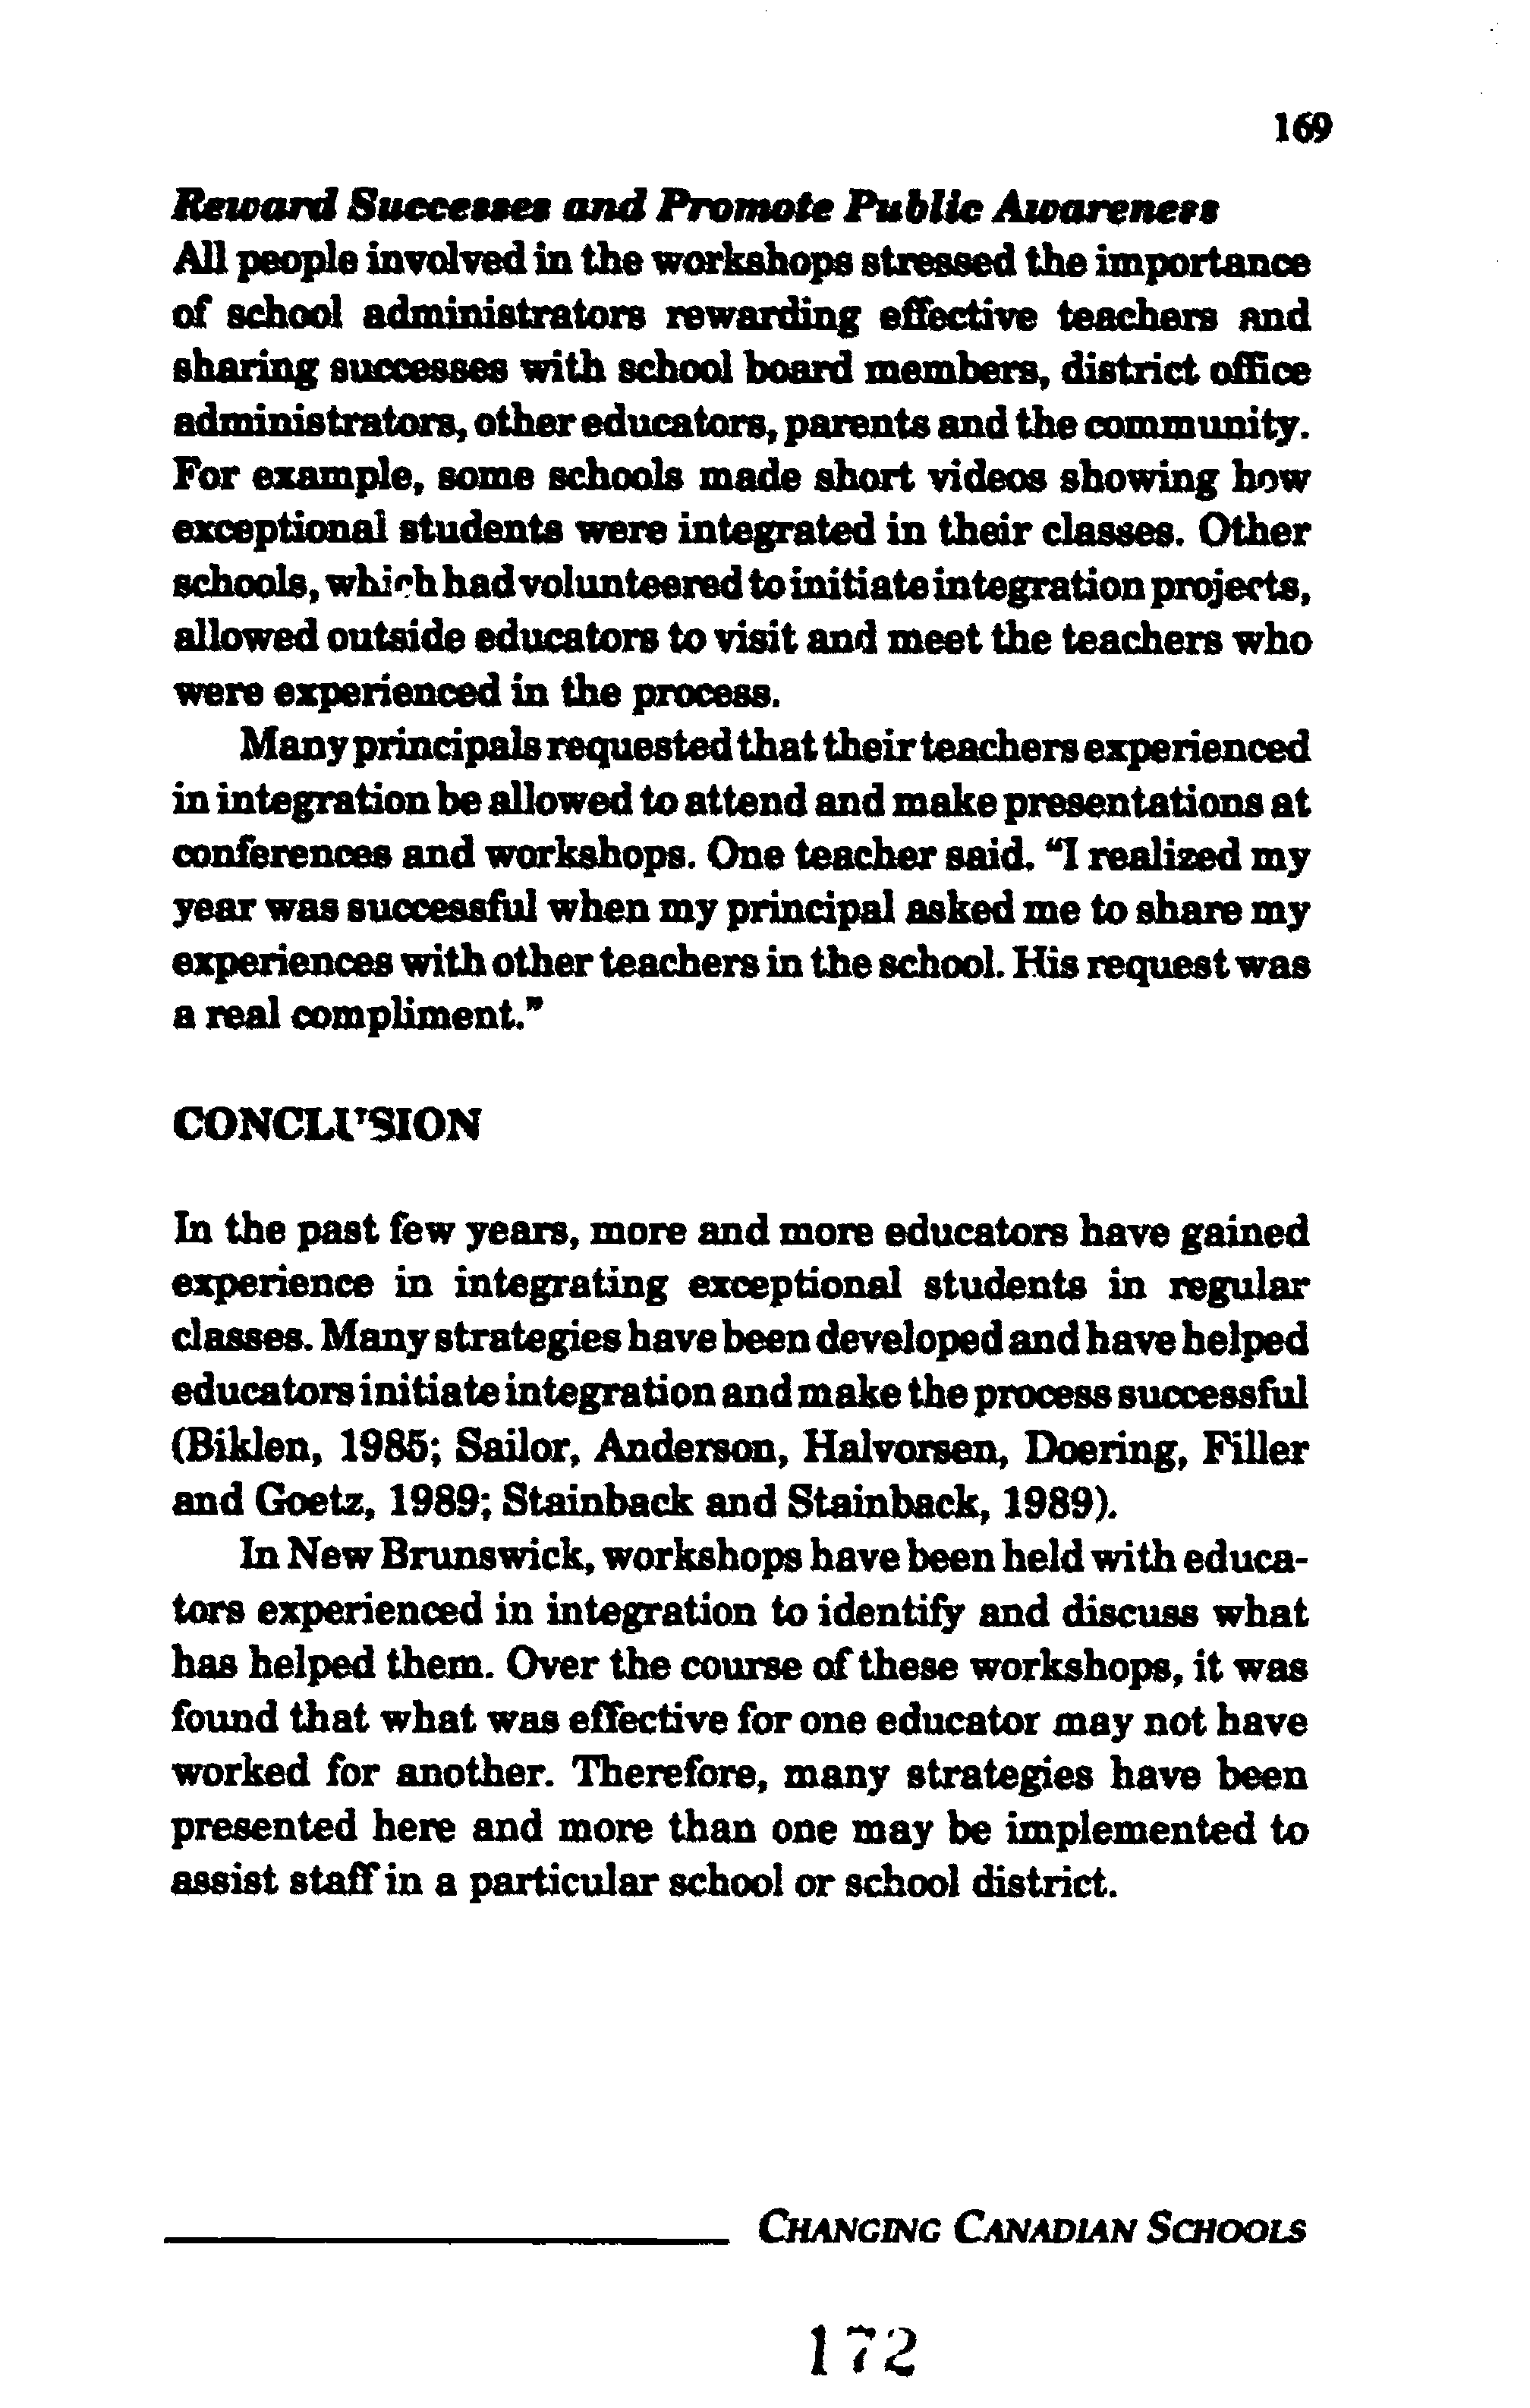 169
Reward Successes and Promote Public Awareness
All people involved in the workshops stressed the importance
of school administrators rewarding effective teachers and
sharing successes with school board members, district office
administrators, other educators, parents and the community.
For example, some schools made short videos showing how
exceptional students were integrated in their classes. Other
schools, which had volunteered to initiate integration projects,
allowed outside educators to visit and meet the teachers who
were experienced in the process.
Many principals requested that their teachers experienced
in integration be allowed to attend and make presentations at
conferences and workshops. One teacher said. "I realized my
year was successful when my principal asked me to share my
experiences with other teachers in the school. His request was
a real compliment."
CONCLUSION
In the past few years, more and more educators have gained
experience in integrating exceptional students in regular
classes. Many strategies have been developed and have helped
educators initiate integration and make the process successful
(Biklen, 1985; Sailor, Anderson, Halvorsen, Doering, Filler
and Goetz, 1989; Stainback and Stainback, 1989).
In New Brunswick, workshops have been held with educa-
tors experienced in integration to identify and discuss what
has helped them. Over the course of these workshops, it was
found that what was effective for one educator may not have
worked for another. Therefore, many strategies have been
presented here and more than one may be implemented to
assist staff in a particular school or school district.
CHANGING CANADIAN SCHOOLS
172